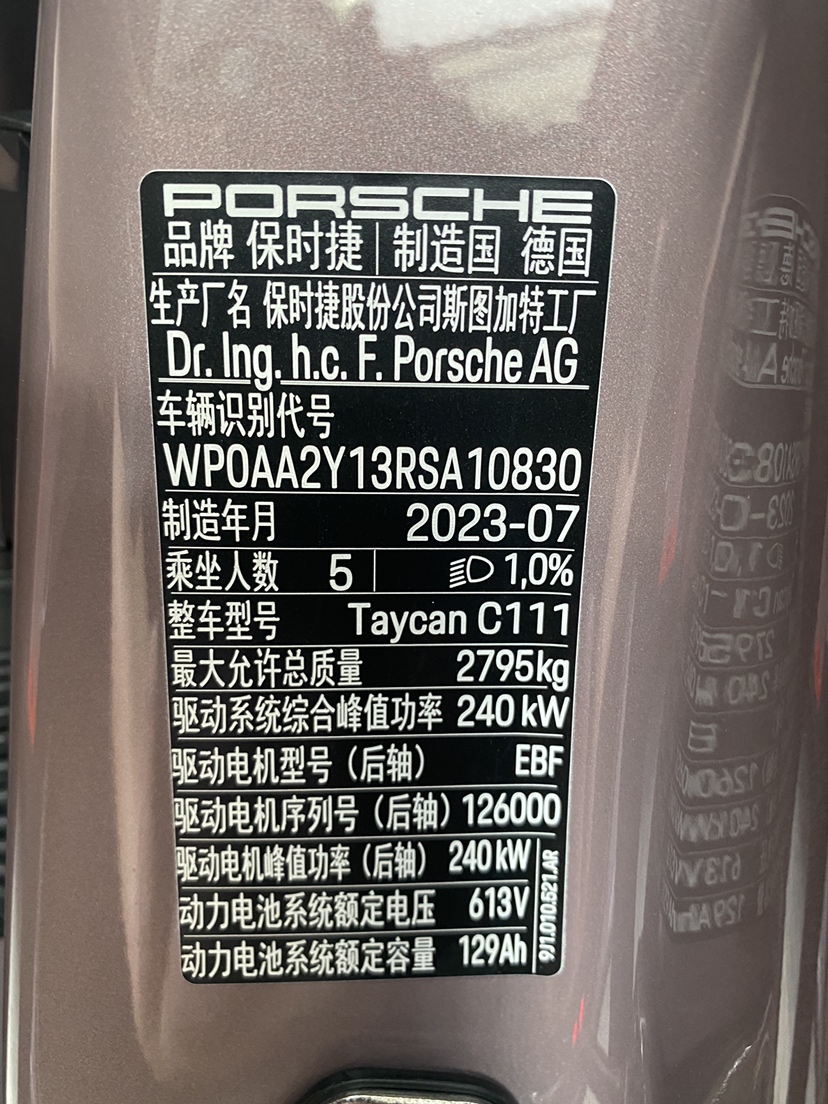 PORSCHE
品牌 保时捷 制造国 德国
生产厂名 保时捷股份公司斯图加特工厂
Dr. Ing. h.c. F. Porsche AG
车辆识别代号
WP0AA2Y13RSA10830
制造年月 2023-07
乘坐人数 5 1,0%
整车型号 Taycan C111
最大允许总质量 2795kg
驱动系统综合峰值功率 240 kW
驱动电机型号（后轴） EBF
驱动电机序列号（后轴）126000
驱动电机峰值功率（后轴） 240 kW
动力电池系统额定电压 613V
动力电池系统额定容量 129Ah
9J1.010.521.AR